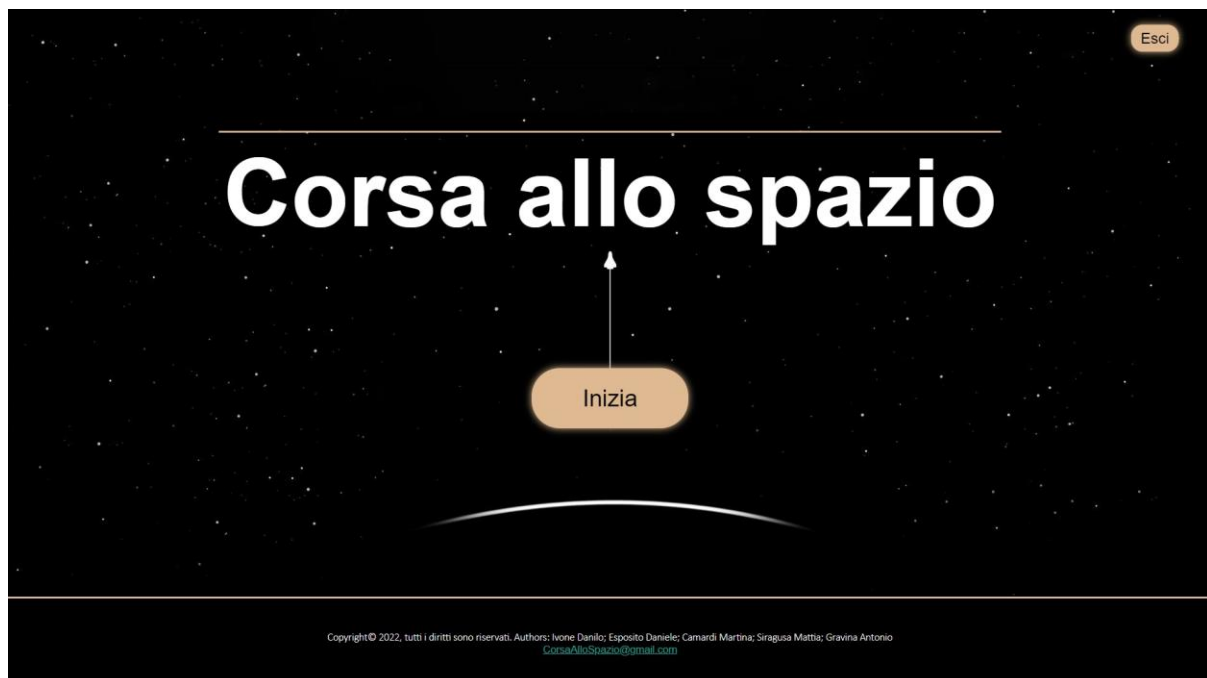 Esci
Corsa allo spazio
Inizia
Copyright© 2022, tutti i diritti sono riservati. Authors: Ivone Danilo; Esposito Daniele; Camardi Martina; Siragusa Mattia; Gravina Antonio
CorsaAlloSpazio@gmail.com